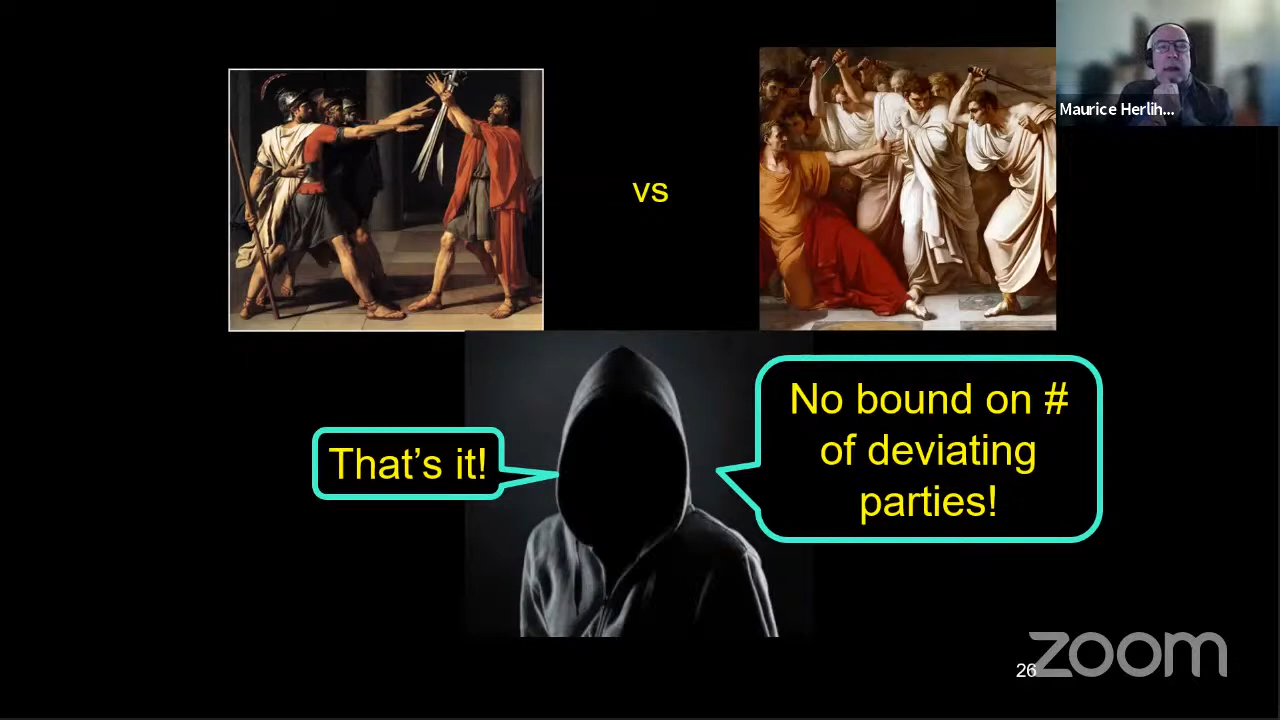 Maurice Herlih...
vs
That's it!
No bound on #
of deviating
parties!
26
zoom